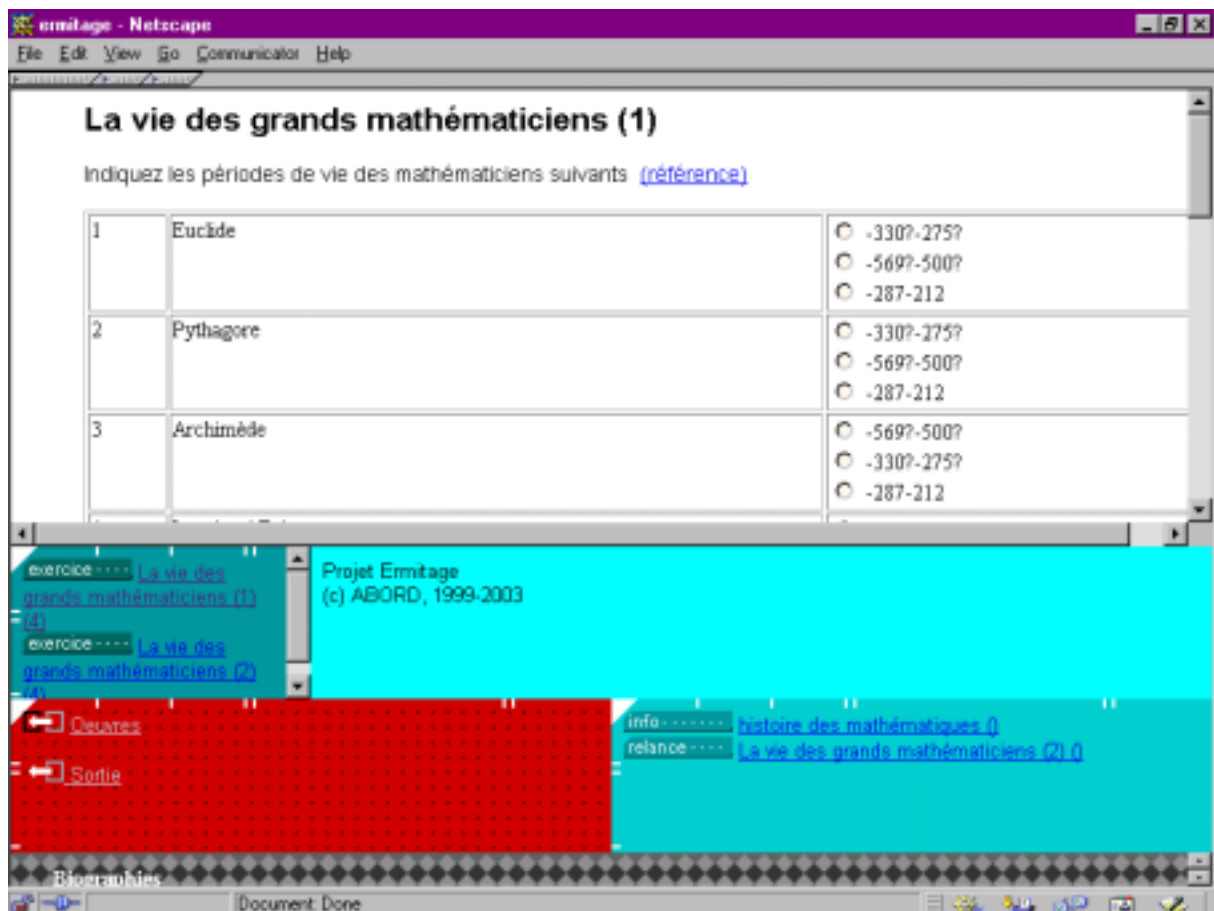 ermitage - Netscape
File Edit View Go Communicator Help
La vie des grands mathématiciens (1)
Indiquez les périodes de vie des mathématiciens suivants (référence)
1 Euclide -330?-275?
-569?-500?
-287-212
2 Pythagore -330?-275?
-569?-500?
-287-212
3 Archimède -569?-500?
-330?-275?
-287-212
exercice La vie des
grands mathématiciens (1)
(4)
exercice La vie des
grands mathématiciens (2)
(4)
Projet Ermitage
(c) ABORD, 1999-2003
Oeuvres
Sortie
info histoire des mathématiques ()
relance La vie des grands mathématiciens (2) ()
Biographies
Document: Done